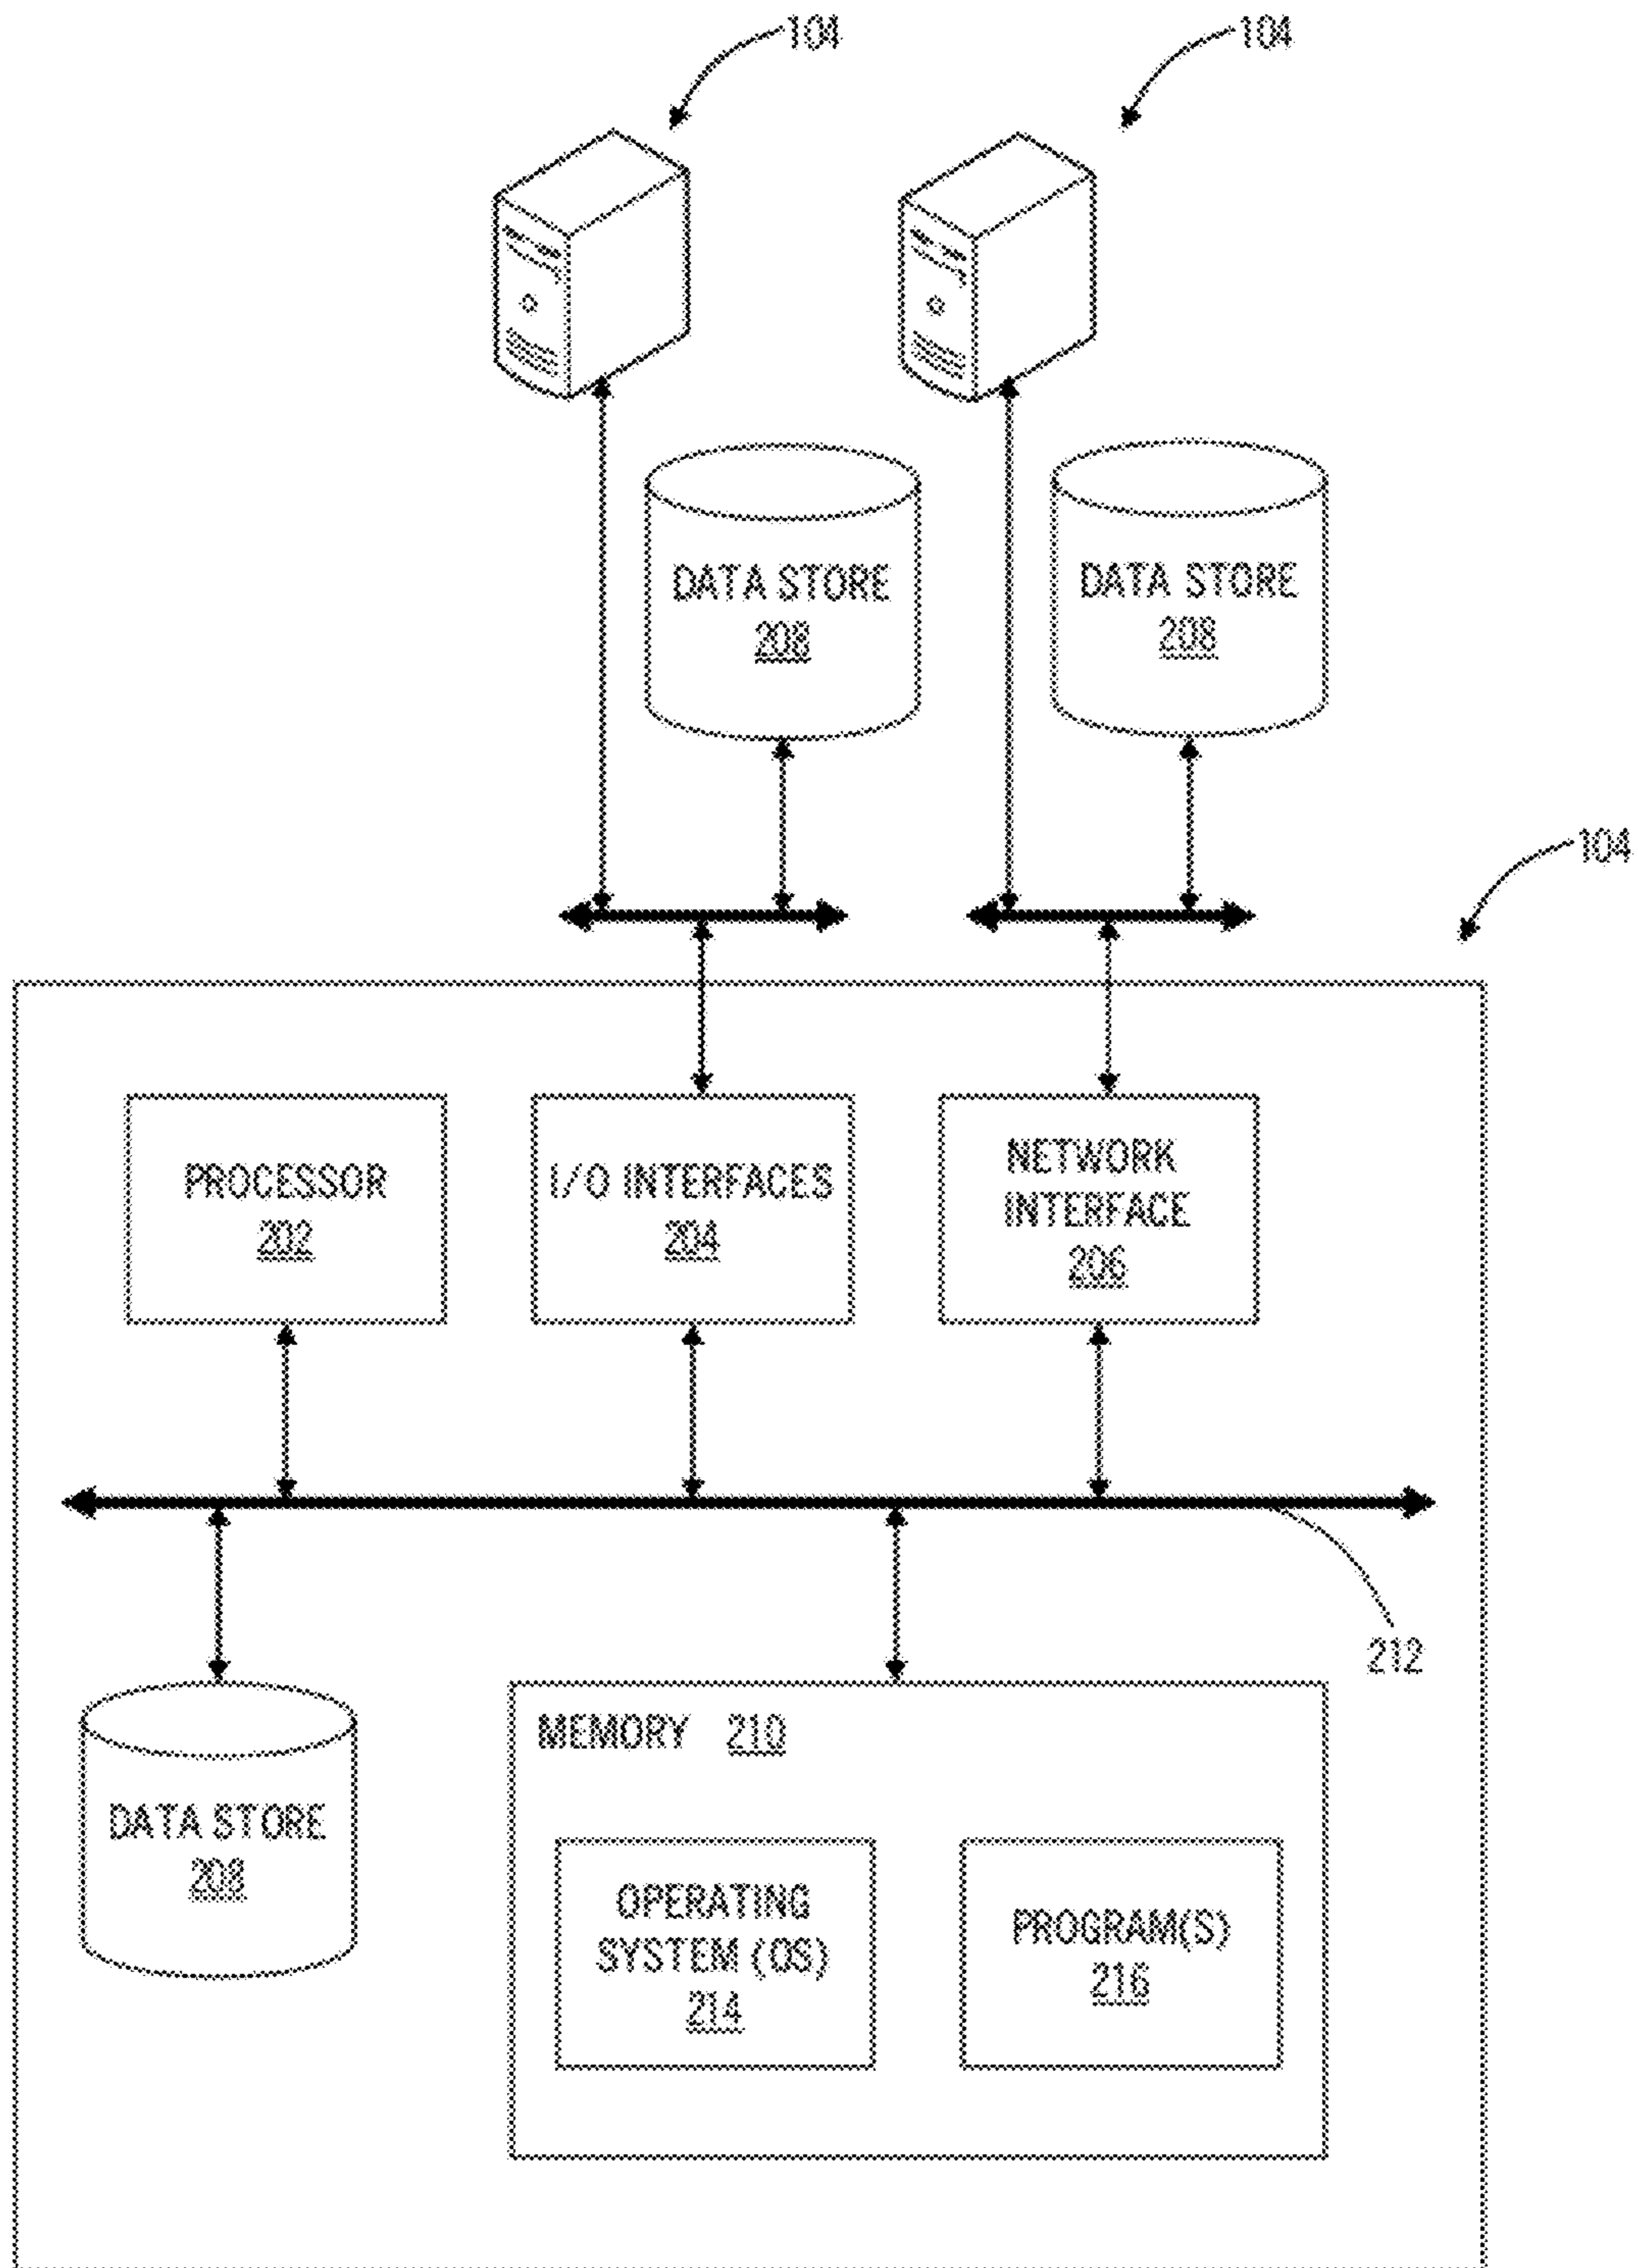 104
104
DATA STORE
208
DATA STORE
208
104
PROCESSOR
202
I/O INTERFACES
204
NETWORK
INTERFACE
206
212
MEMORY 210
DATA STORE
208
OPERATING
SYSTEM (OS)
214
PROGRAM(S)
216